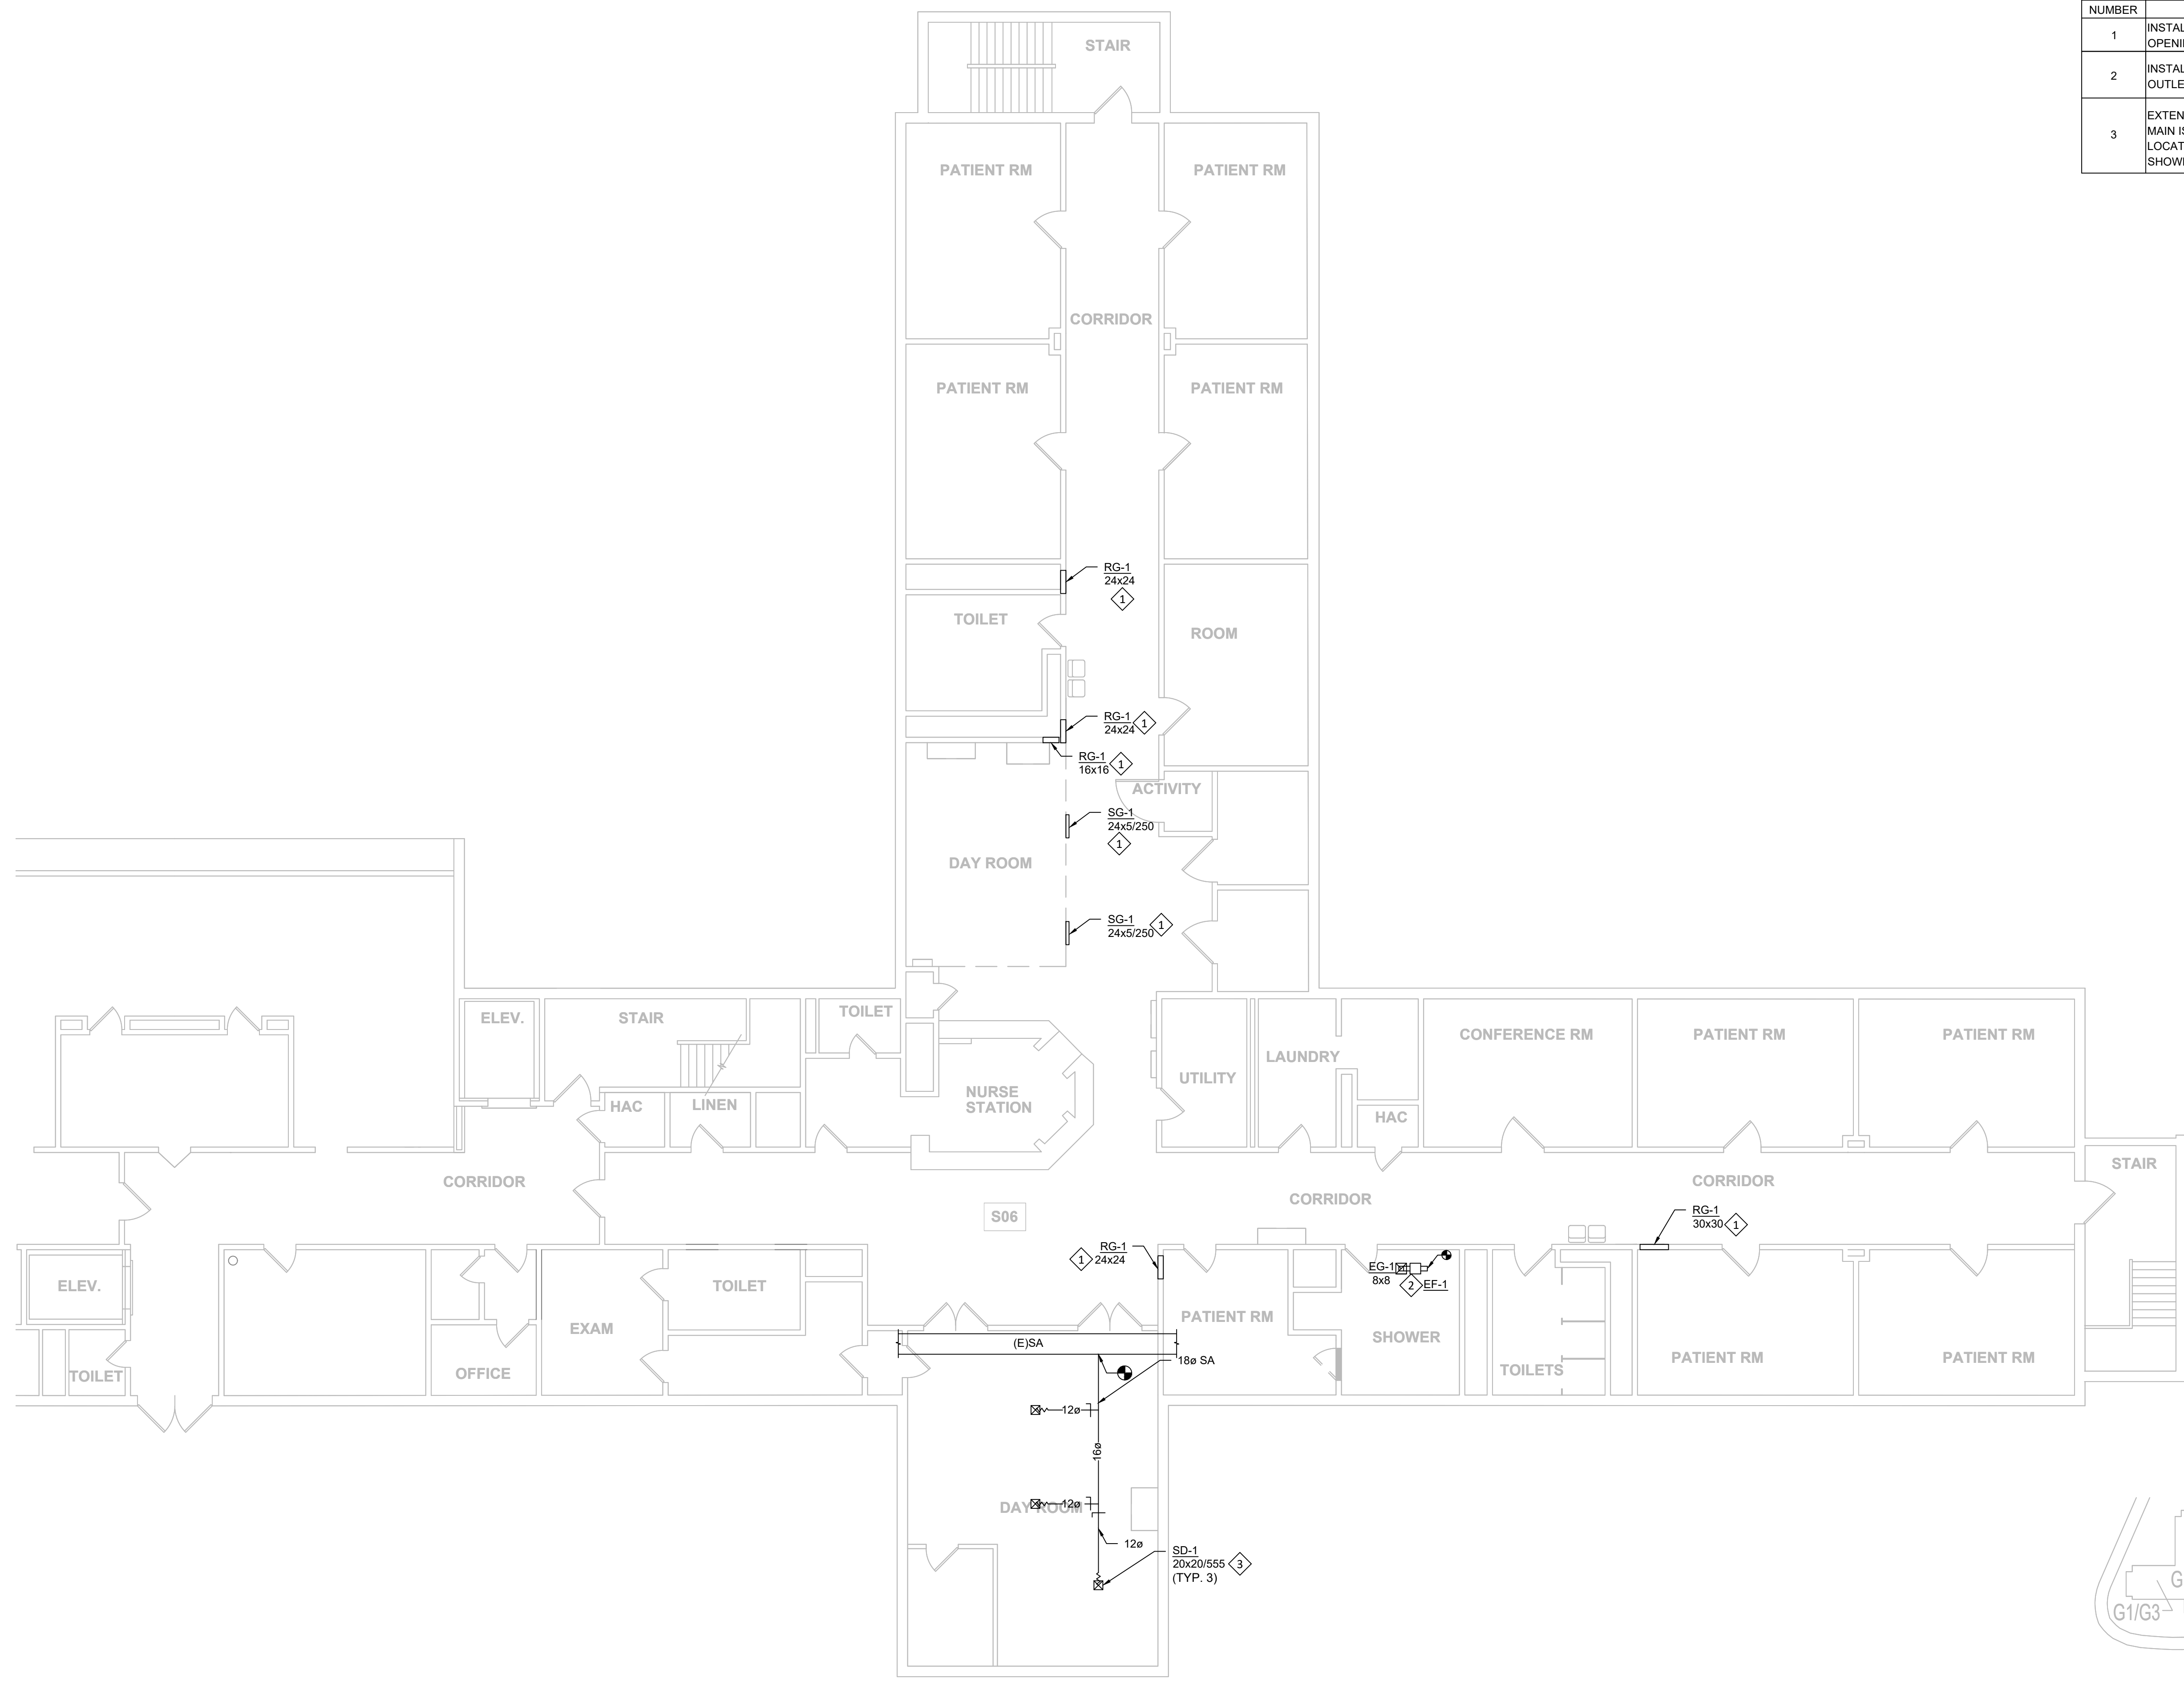 NUMBER
1
INSTAL
OPENI
2
INSTAL
OUTLE
3
EXTEN
MAIN IS
LOCAT
SHOW
STAIR
PATIENT RM
PATIENT RM
CORRIDOR
PATIENT RM
PATIENT RM
RG-1
24x24
1
TOILET
ROOM
RG-1
24x24
1
RG-1
16x16
1
ACTIVITY
SG-1
24x5/250
1
DAY ROOM
SG-1
24x5/250
1
ELEV.
STAIR
TOILET
CONFERENCE RM
PATIENT RM
PATIENT RM
LAUNDRY
UTILITY
NURSE
STATION
HAC
LINEN
HAC
STAIR
CORRIDOR
CORRIDOR
CORRIDOR
S06
RG-1
30x30
1
RG-1
24x24
1
EG-1
8x8
2
EF-1
ELEV.
TOILET
EXAM
PATIENT RM
SHOWER
(E)SA
18ø SA
TOILET
OFFICE
TOILETS
PATIENT RM
PATIENT RM
12ø
16ø
12ø
DAY ROOM
12ø
SD-1
20x20/555
(TYP. 3)
3
G
G1/G3